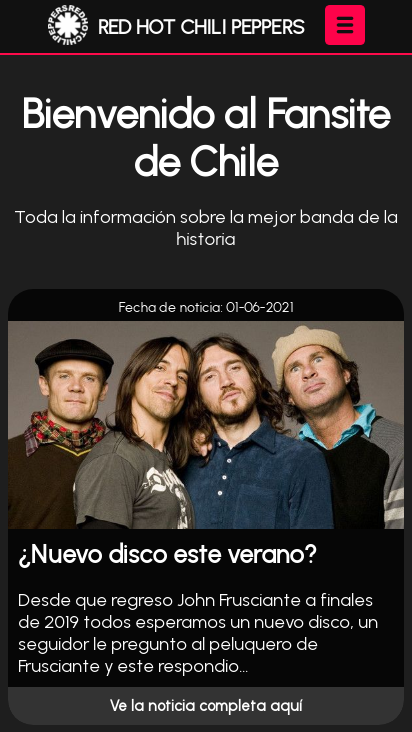 RED HOT CHILI PEPPERS
Bienvenido al Fansite
de Chile
Toda la información sobre la mejor banda de la
historia
Fecha de noticia: 01-06-2021
¿Nuevo disco este verano?
Desde que regreso John Frusciante a finales
de 2019 todos esperamos un nuevo disco, un
seguidor le pregunto al peluquero de
Frusciante y este respondio...
Ve la noticia completa aquí